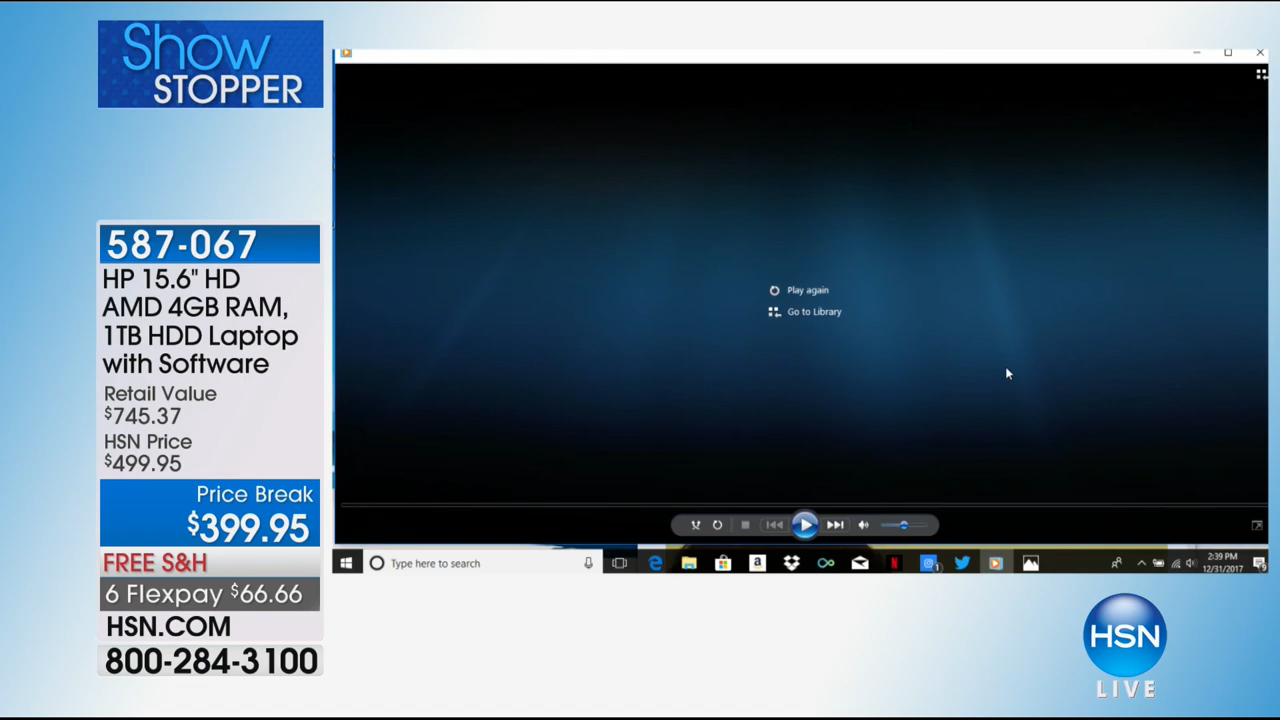 Show
STOPPER
587-067
HP 15.6" HD
AMD 4GB RAM,
1TB HDD Laptop
with Software
Retail Value
$745.37
HSN Price
$499.95
Price Break
$399.95
FREE S&H
6 Flexpay $66.66
HSN.COM
800-284-3100
Play again
Go to Library
Type here to search
2:39 PM
12/31/2017
HSN
LIVE